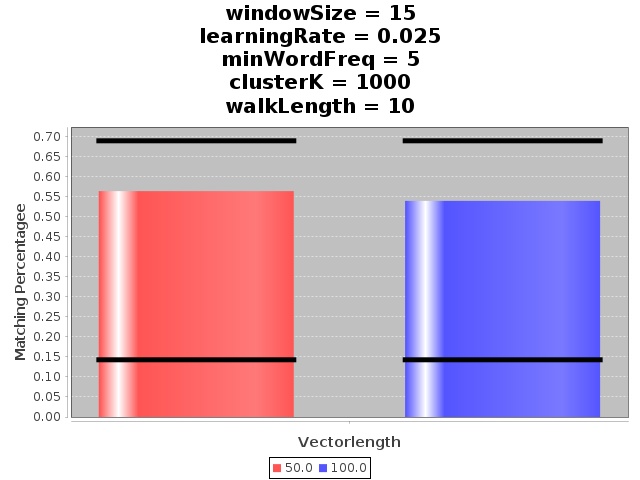 windowSize = 15
learningRate = 0.025
minWordFreq = 5
clusterK = 1000
walkLength = 10
0.70
0.65
0.60
0.55
0.50
0.45
0.40
0.35
0.30
0.25
0.20
0.15
0.10
0.05
0.00
Matching Percentagee
Vectorlength
50.0 100.0